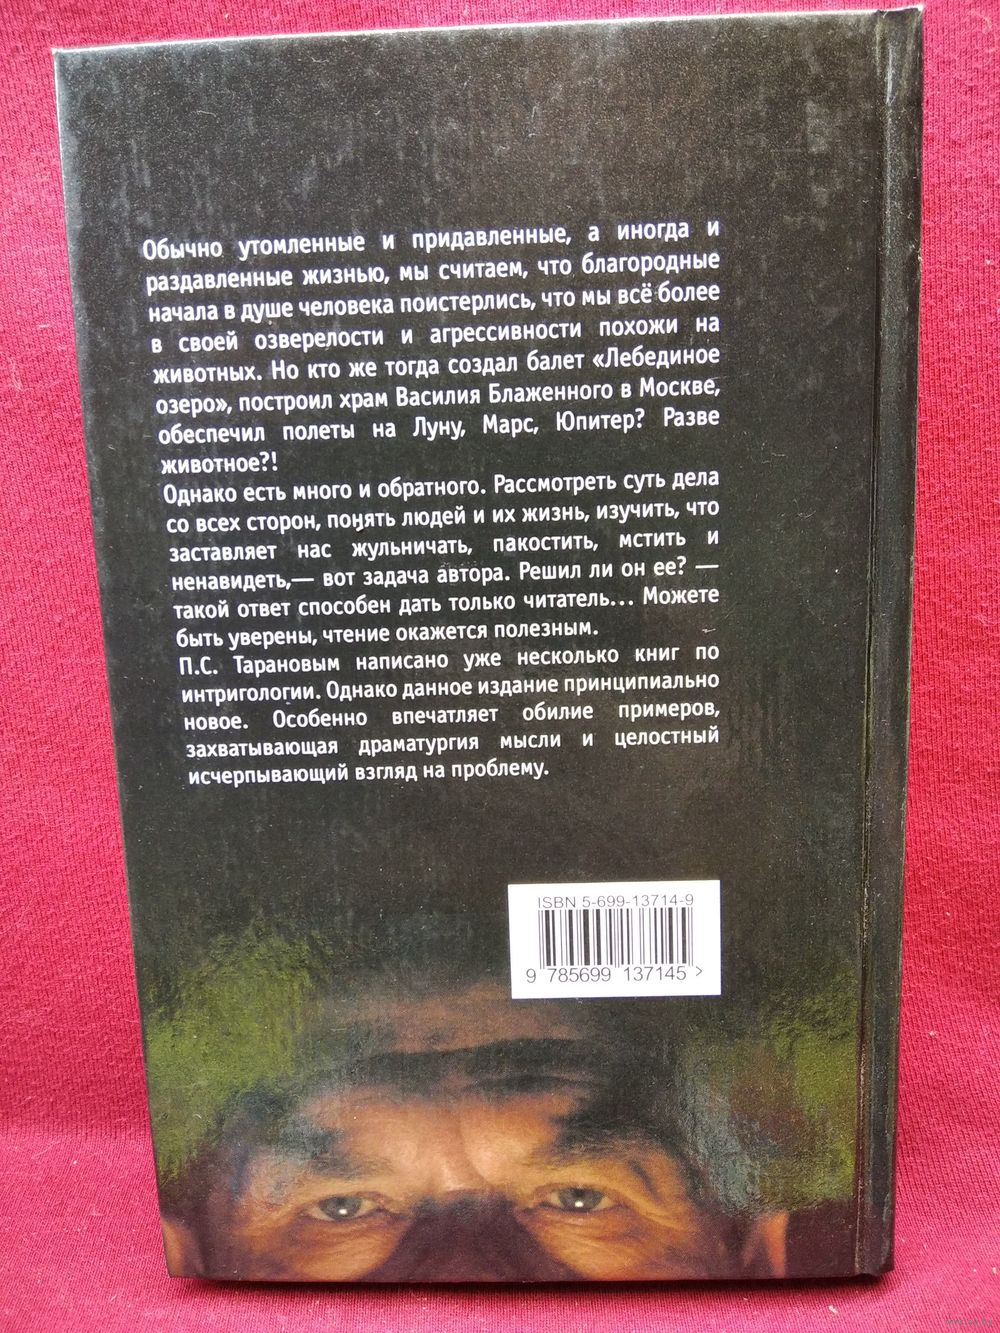 Обычно утомленные и придавленные, а иногда и
раздавленные жизнью, мы считаем, что благородные
начала в душе человека поистерлись, что мы всё более
в своей озверелости и агрессивности похожи на
животных. Но кто же тогда создал балет «Лебединое
озеро», построил храм Василия Блаженного в Москве,
обеспечил полеты на Луну, Марс, Юпитер? Разве
животное?!
Однако есть много и обратного. Рассмотреть суть дела
со всех сторон, понять людей и их жизнь, изучить, что
заставляет нас жульничать, пакостить, мстить и
ненавидеть,— вот задача автора. Решил ли он ее? —
такой ответ способен дать только читатель... Можете
быть уверены, чтение окажется полезным.
П.С. Тарановым написано уже несколько книг по
интригологии. Однако данное издание принципиально
новое. Особенно впечатляет обилие примеров,
захватывающая драматургия мысли и целостный
исчерпывающий взгляд на проблему.
ISBN 5-699-13714-9
9 785699 137145 >